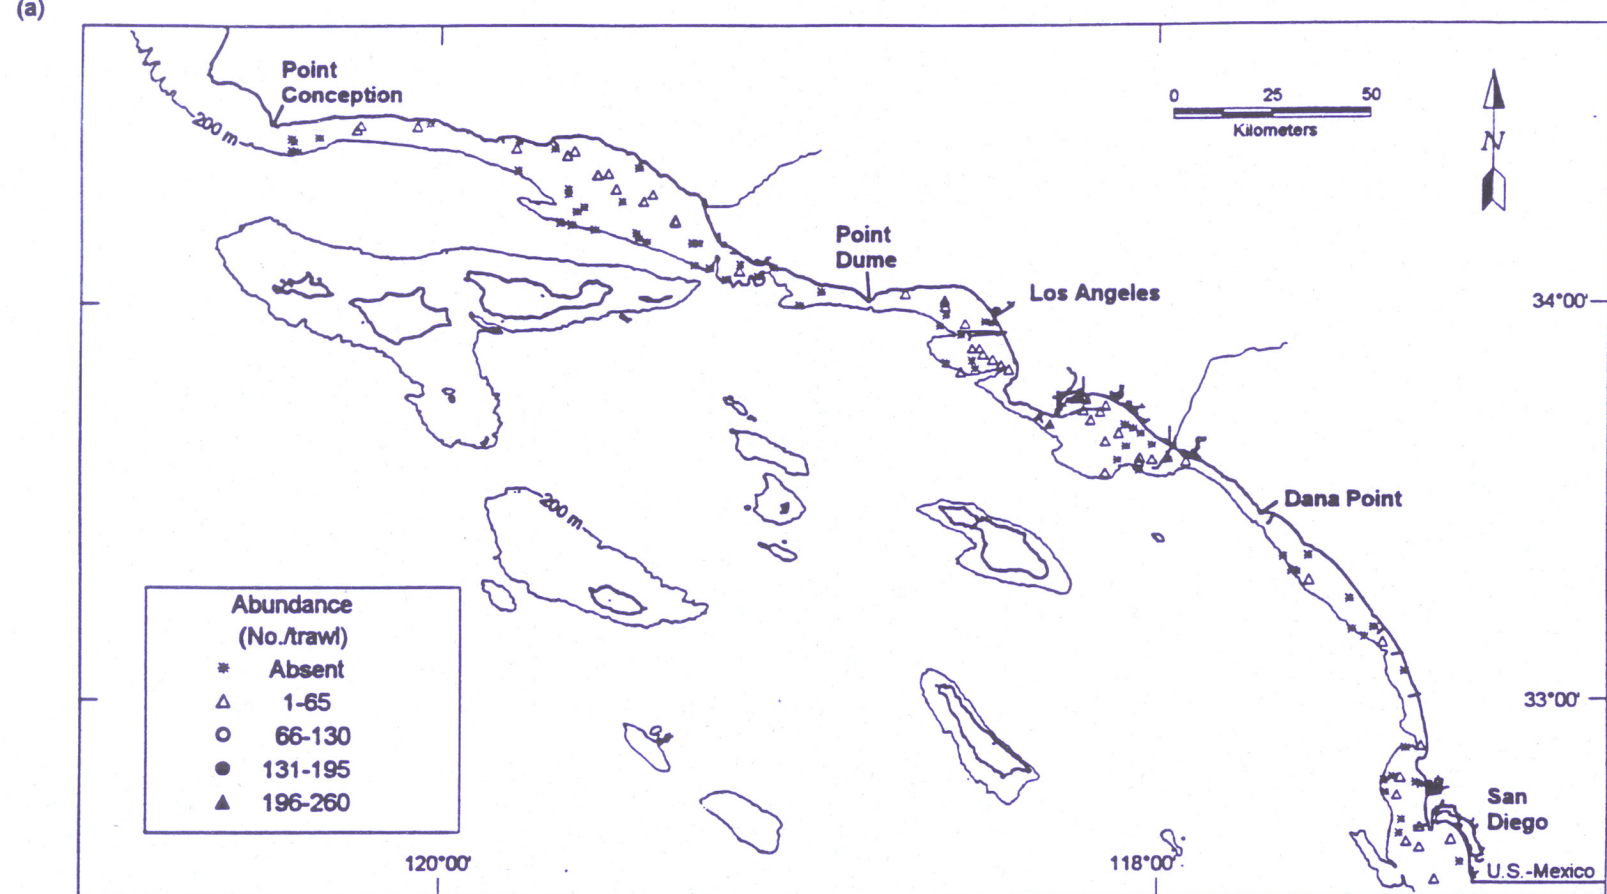 (a)
Point
Conception
200 m
0 25 50
Kilometers
N
Point
Dume
Los Angeles
34°00'
200 m
Dana Point
Abundance
(No./trawl)
Absent
1-65
66-130
131-195
196-260
33°00'
San
Diego
120°00'
118°00'
U.S.-Mexico